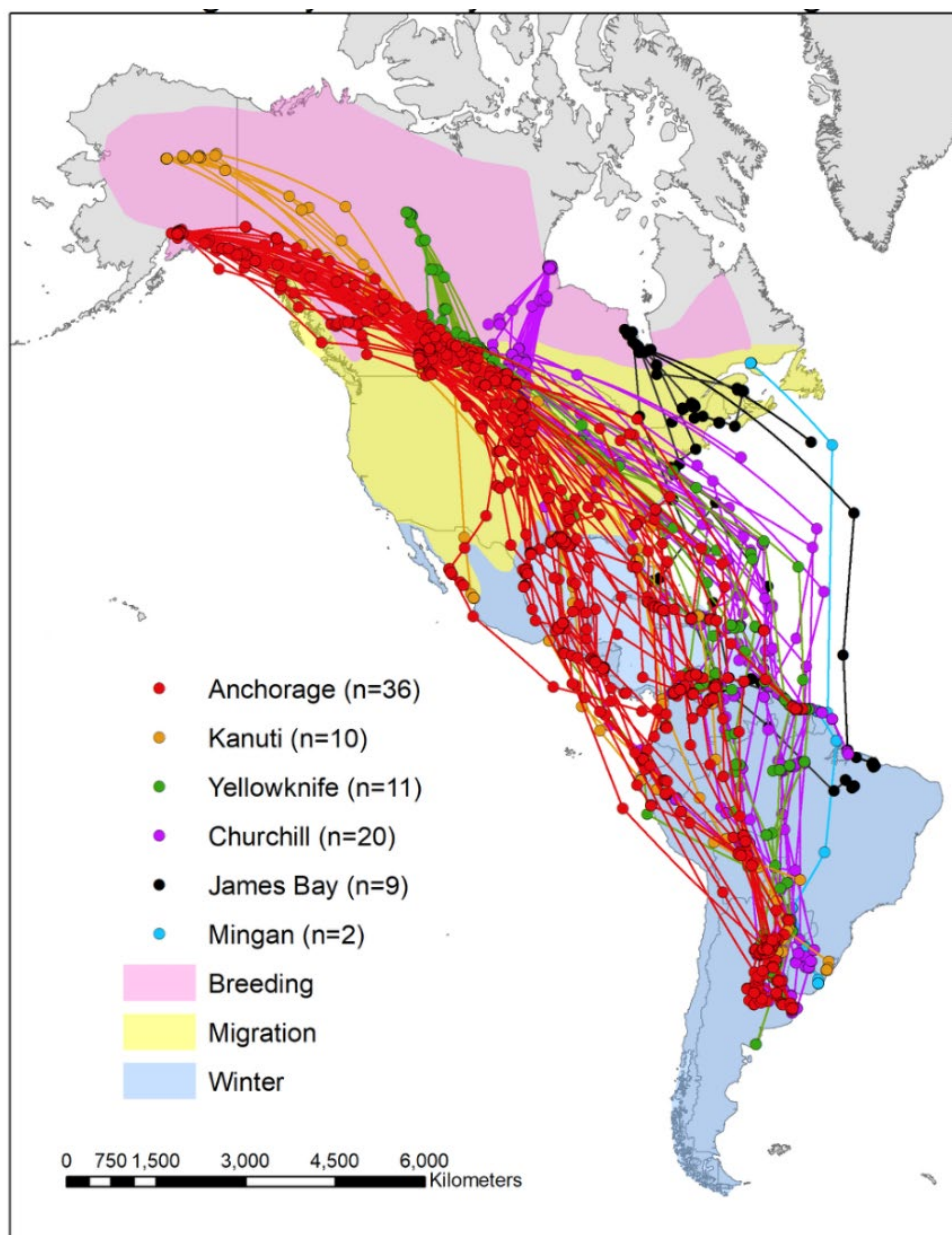 Anchorage (n=36)
Kanuti (n=10)
Yellowknife (n=11)
Churchill (n=20)
James Bay (n=9)
Mingan (n=2)
Breeding
Migration
Winter
0 750 1,500 3,000 4,500 6,000
Kilometers